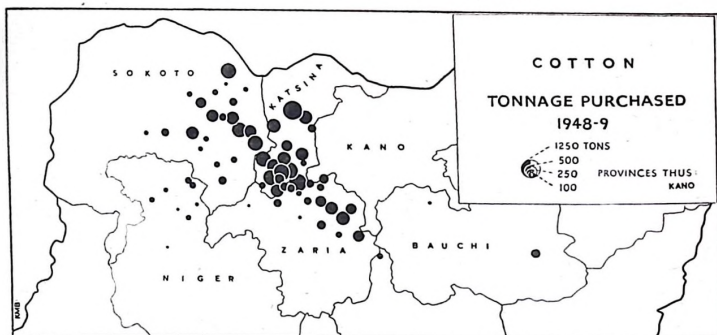 SOKOTO
KATSINA
KANO
ZARIA
BAUCHI
NIGER
KMB
COTTON
TONNAGE PURCHASED
1948-9
1250 TONS
500
250
100
PROVINCES THUS
KANO